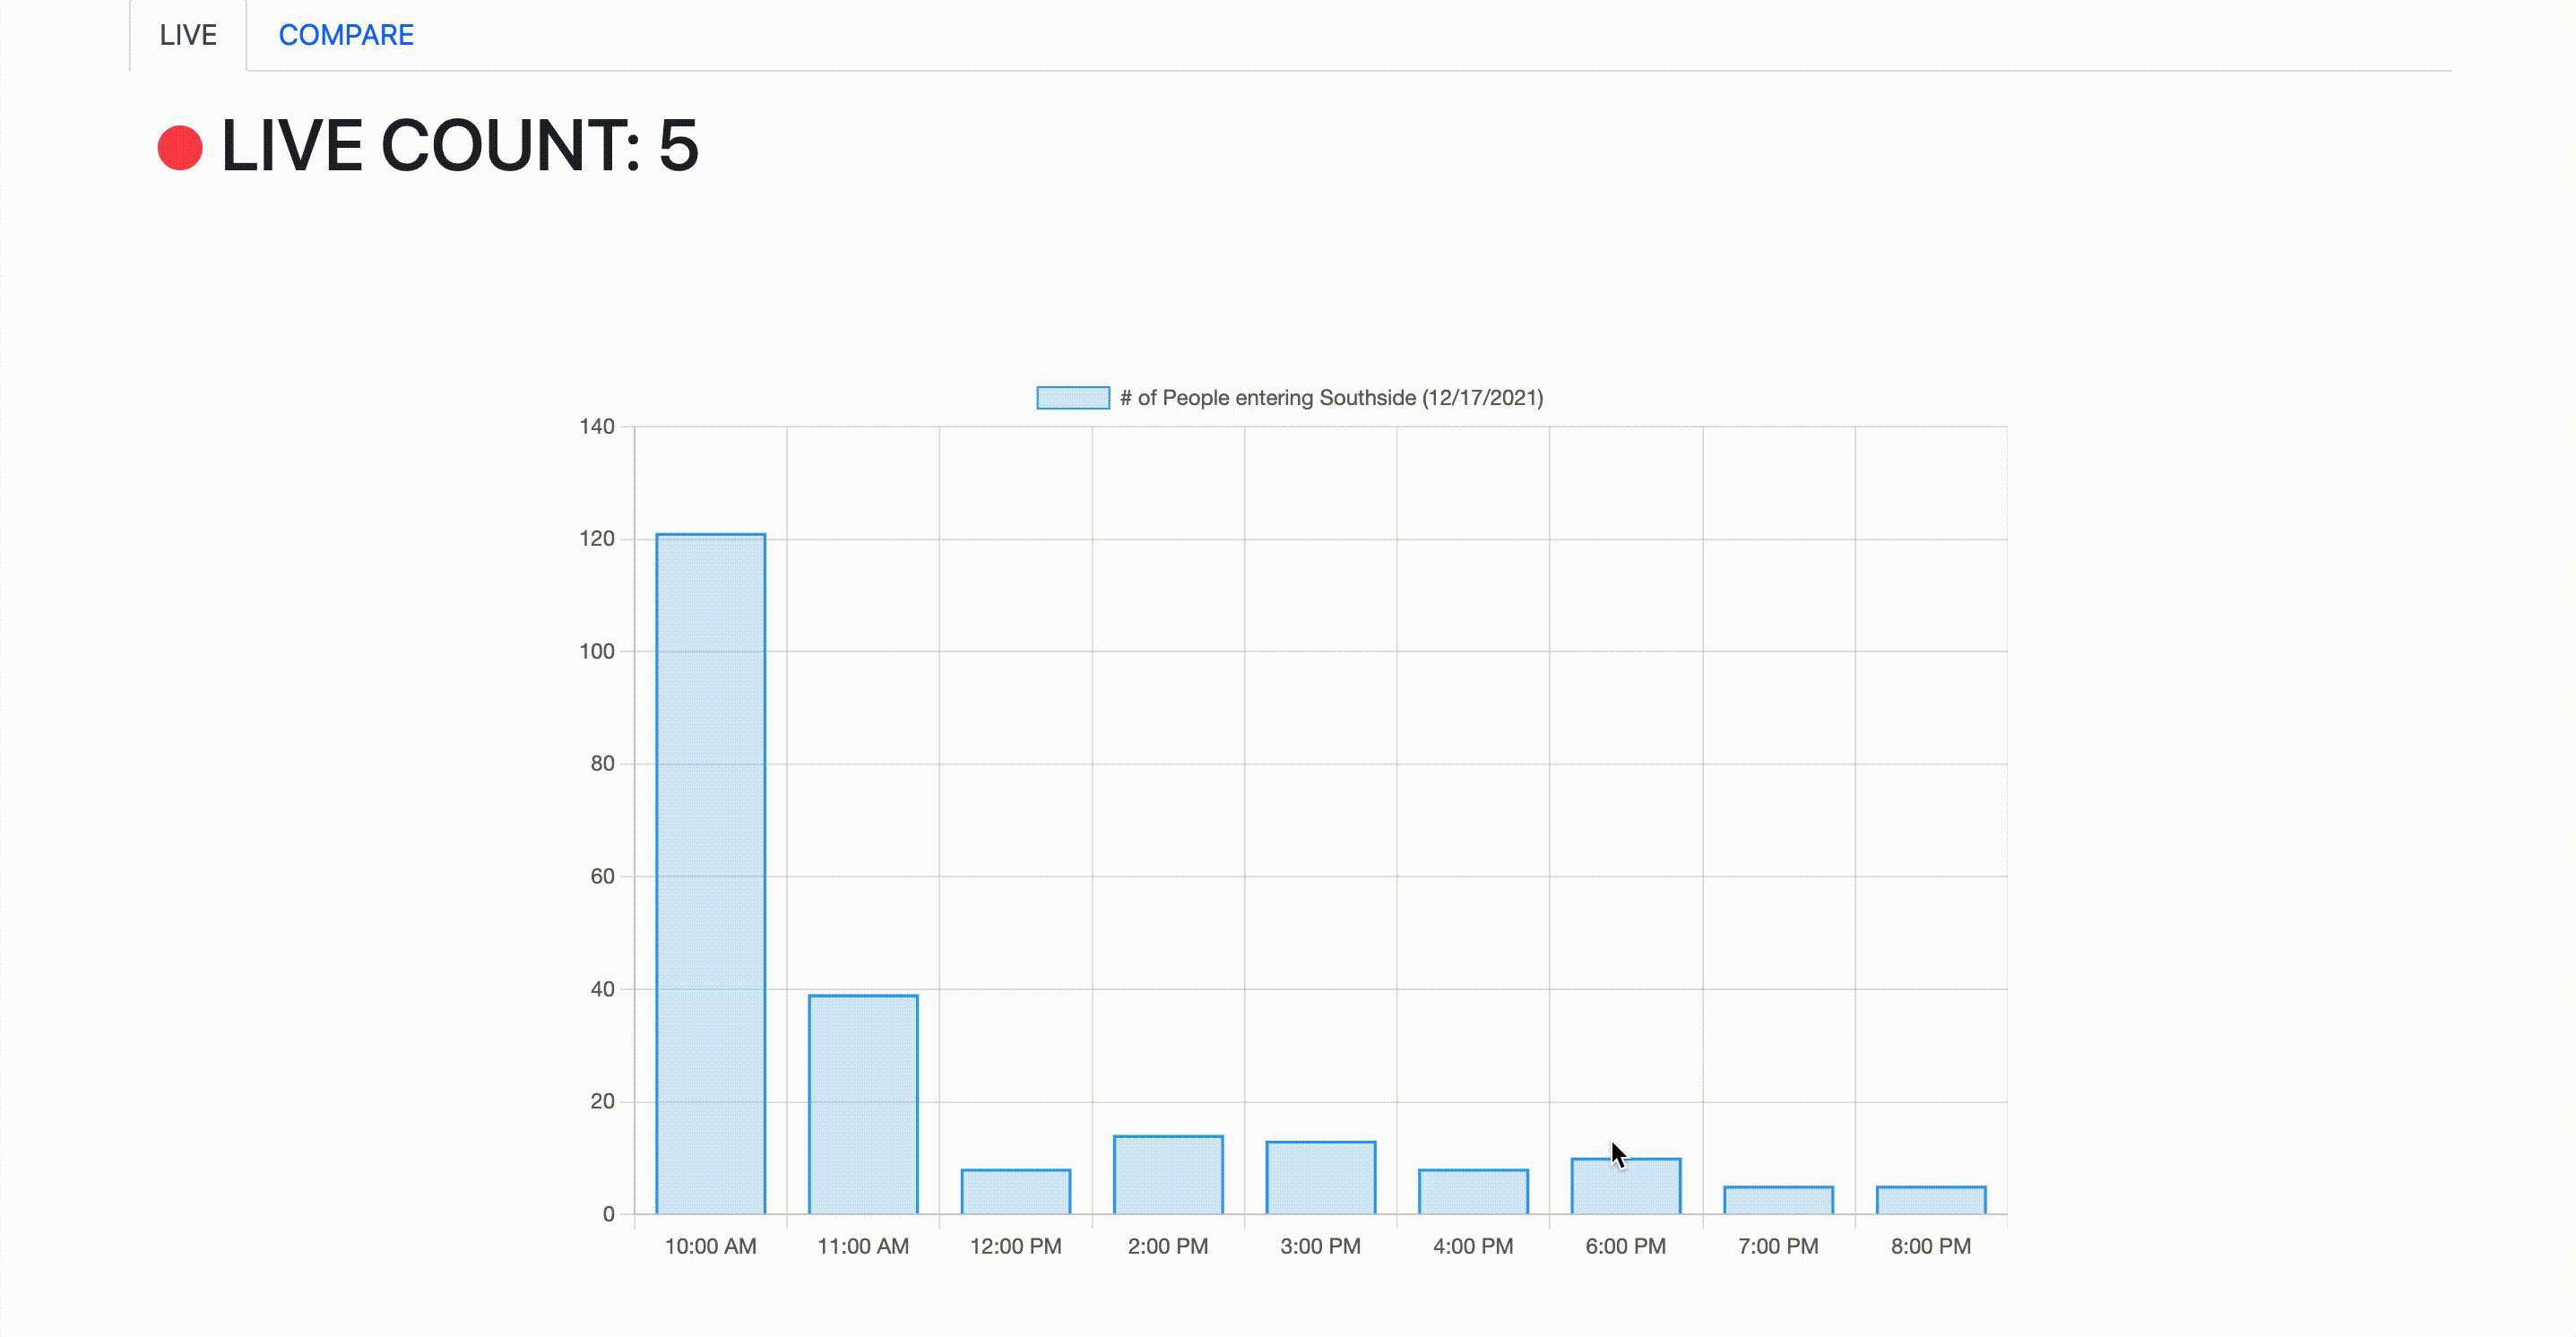 LIVE COMPARE
LIVE COUNT: 5
# of People entering Southside (12/17/2021)
140
120
100
80
60
40
20
0
10:00 AM 11:00 AM 12:00 PM 2:00 PM 3:00 PM 4:00 PM 6:00 PM 7:00 PM 8:00 PM